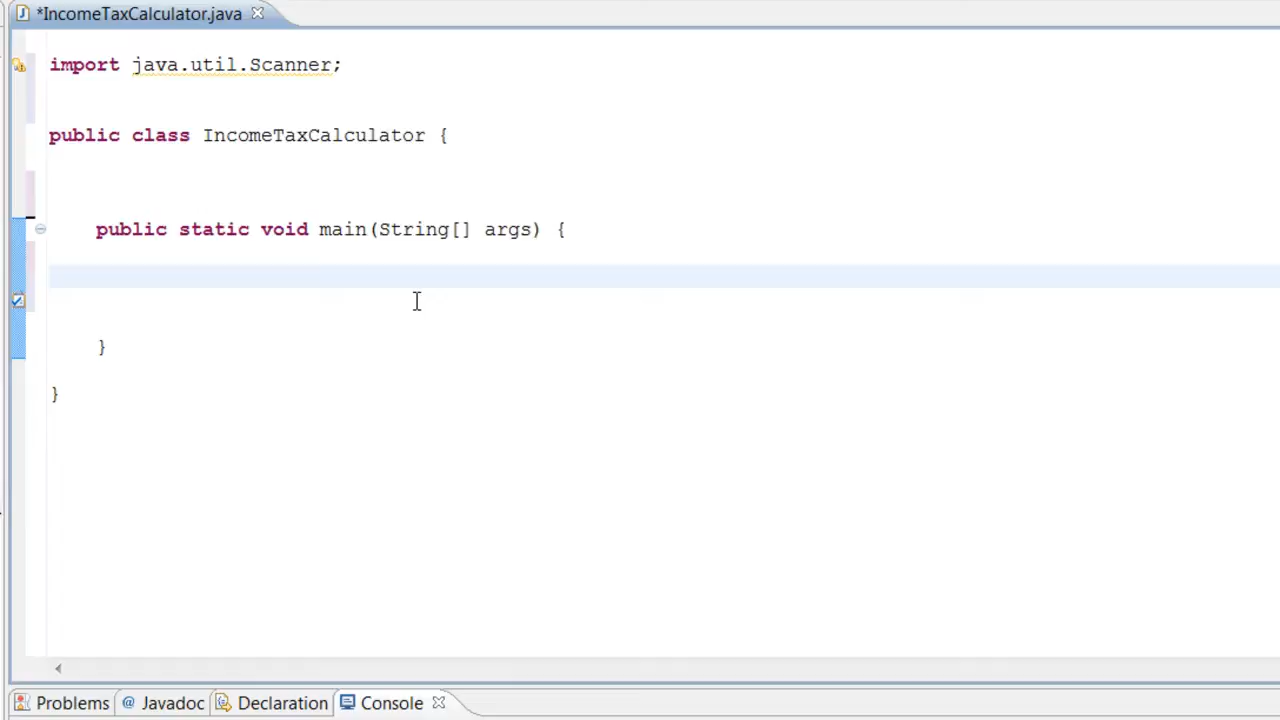 *IncomeTaxCalculator.java
import java.util.Scanner;
public class IncomeTaxCalculator {
public static void main(String[] args) {
}
}
Problems @ Javadoc Declaration Console